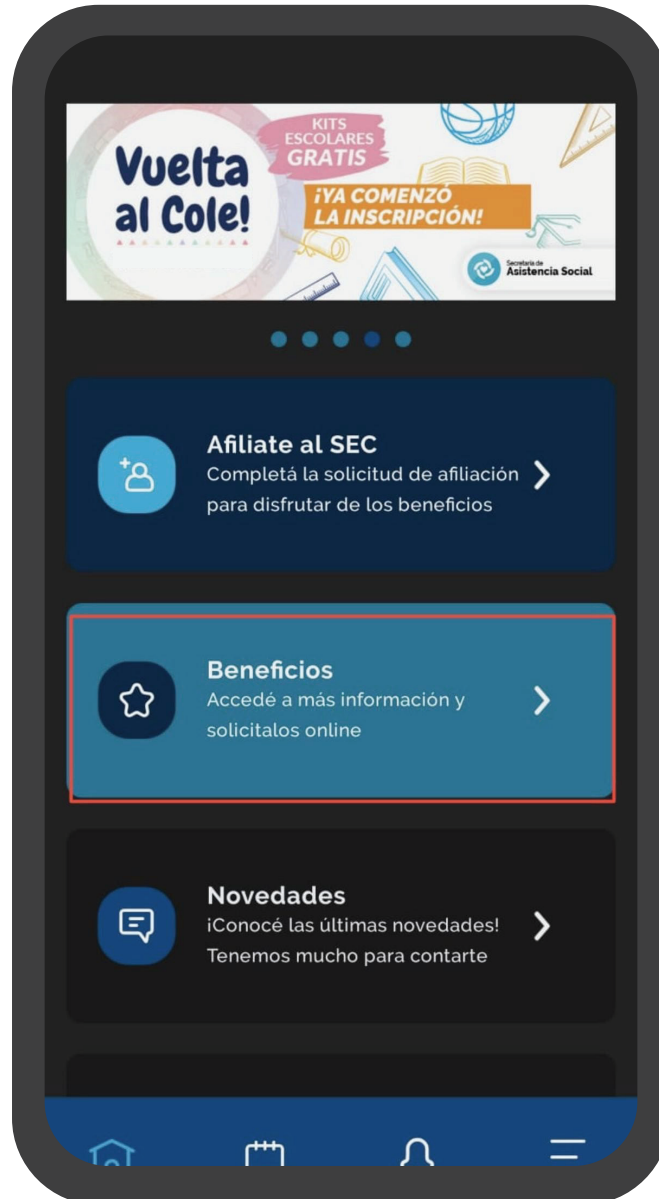 Vuelta
al Cole!
KITS
ESCOLARES
GRATIS
¡YA COMENZÓ
LA INSCRIPCIÓN!
Secretaría de
Asistencia Social
Afiliate al SEC
Completá la solicitud de afiliación
para disfrutar de los beneficios
Beneficios
Accedé a más información y
solicitalos online
Novedades
¡Conocé las últimas novedades!
Tenemos mucho para contarte